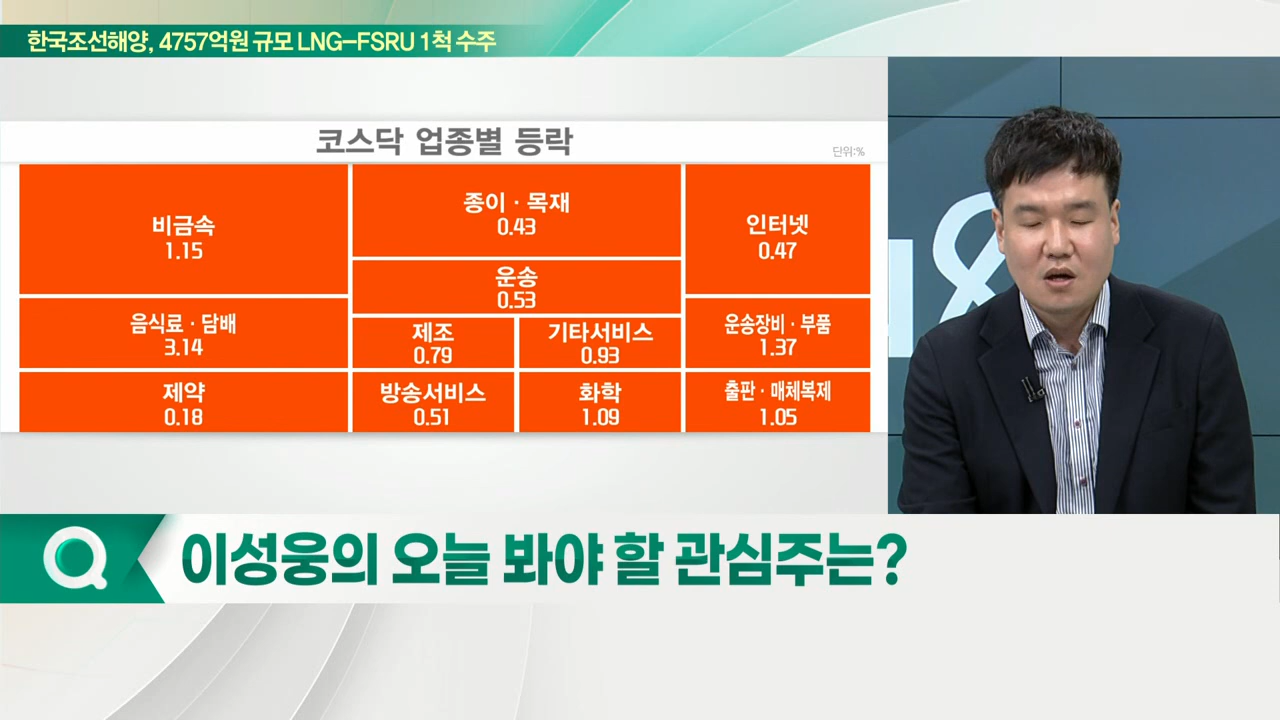 한국조선해양, 4757억원 규모 LNG-FSRU 1척 수주
코스닥 업종별 등락
단위:%
비금속
1.15
종이 · 목재
0.43
인터넷
0.47
운송
0.53
음식료 · 담배
3.14
제조
0.79
기타서비스
0.93
운송장비 · 부품
1.37
제약
0.18
방송서비스
0.51
화학
1.09
출판 · 매체복제
1.05
이성웅의 오늘 봐야 할 관심주는?